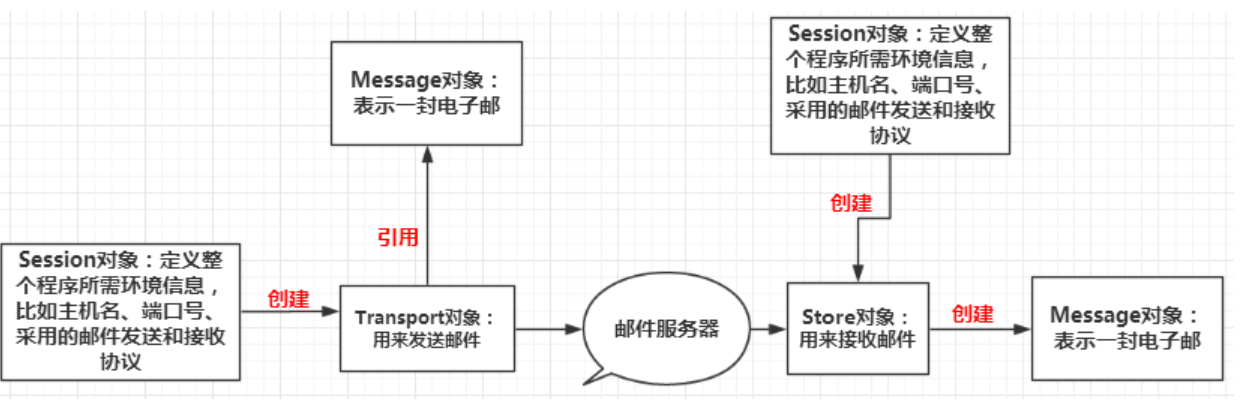 Message对象：
表示一封电子邮
引用
Session对象：定义整
个程序所需环境信息，
比如主机名、端口号、
采用的邮件发送和接收
协议
创建
Transport对象：
用来发送邮件
邮件服务器
Session对象：定义整
个程序所需环境信息，
比如主机名、端口号、
采用的邮件发送和接收
协议
创建
Store对象：
用来接收邮件
创建
Message对象：
表示一封电子邮